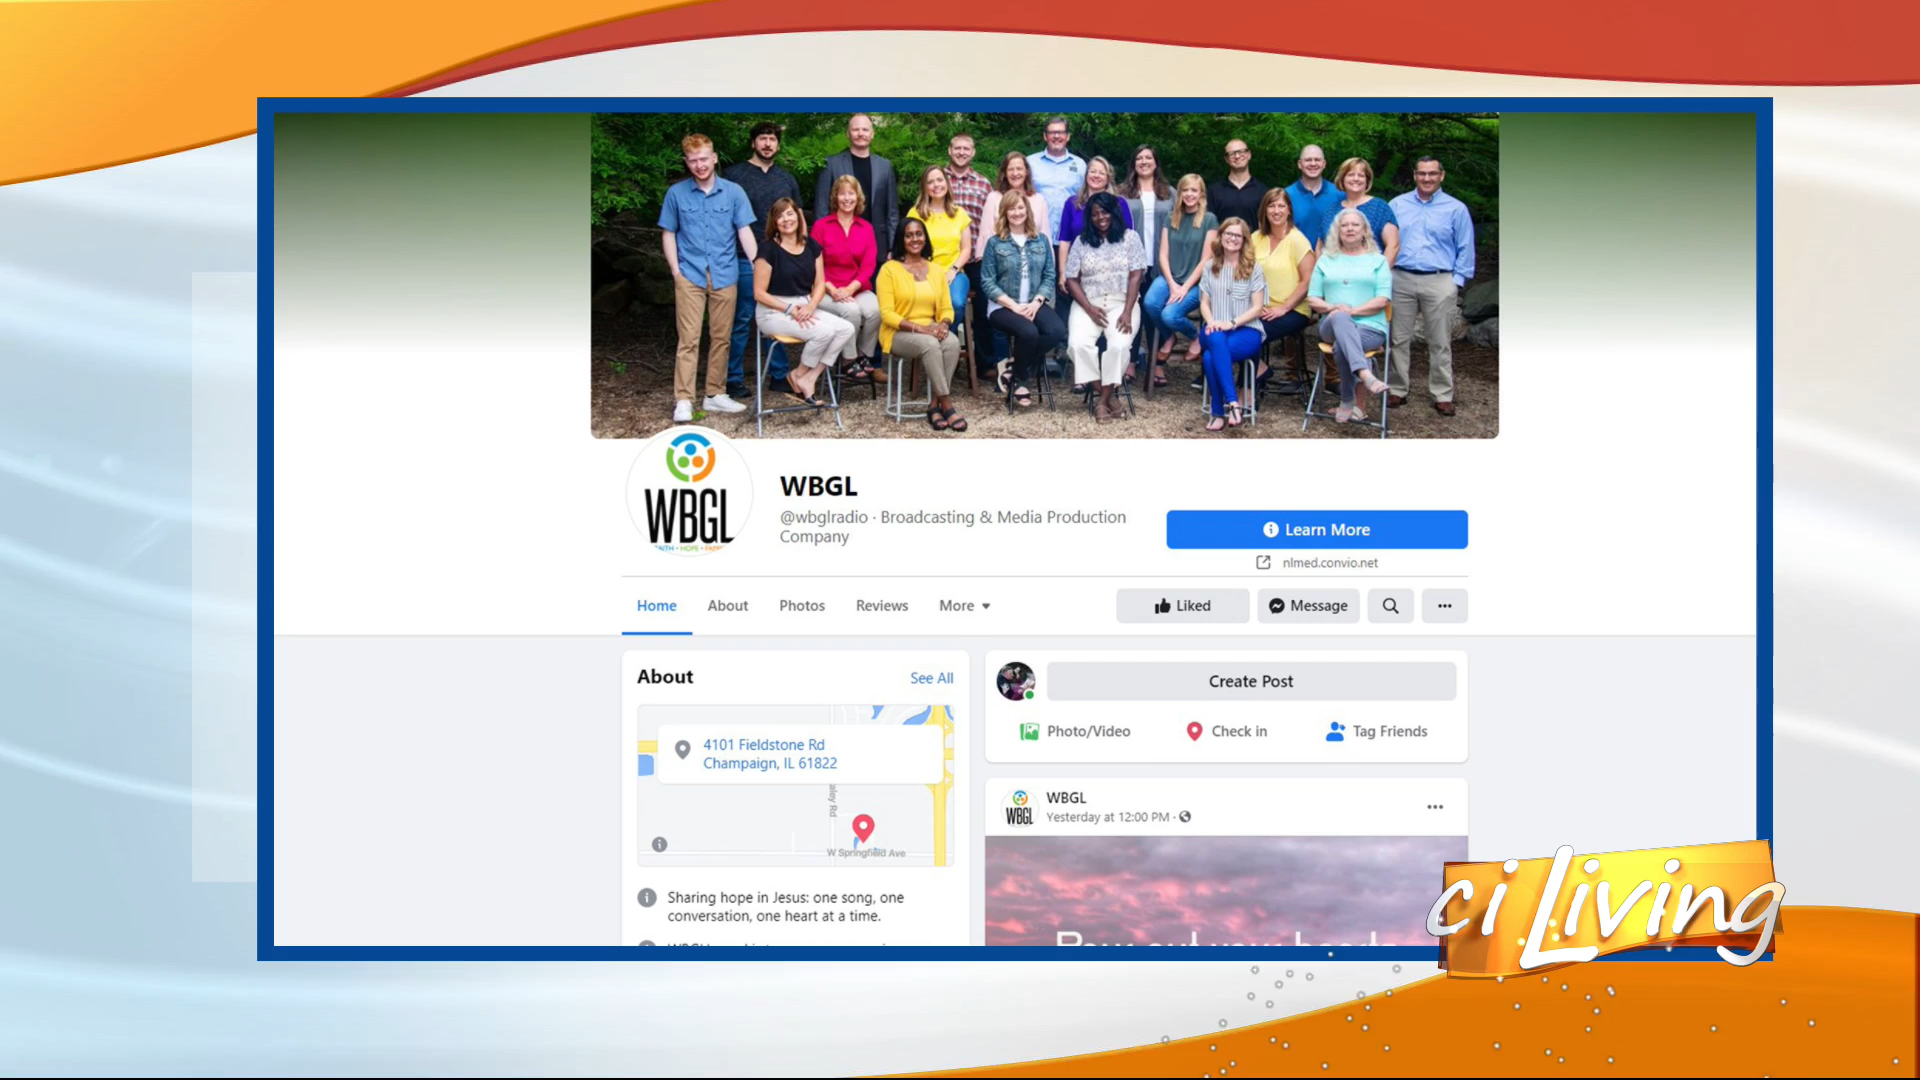 WBGL
FAITH • HOPE •
WBGL
@wbglradio · Broadcasting & Media Production
Company
Learn More
nlmed.convio.net
Home
About
Photos
Reviews
More
Liked
Message
About
See All
4101 Fieldstone Rd
Champaign, IL 61822
W Springfield Ave
Sharing hope in Jesus: one song, one
conversation, one heart at a time.
Create Post
Photo/Video
Check in
Tag Friends
WBGL
WBGL
Yesterday at 12:00 PM ·
ci Living